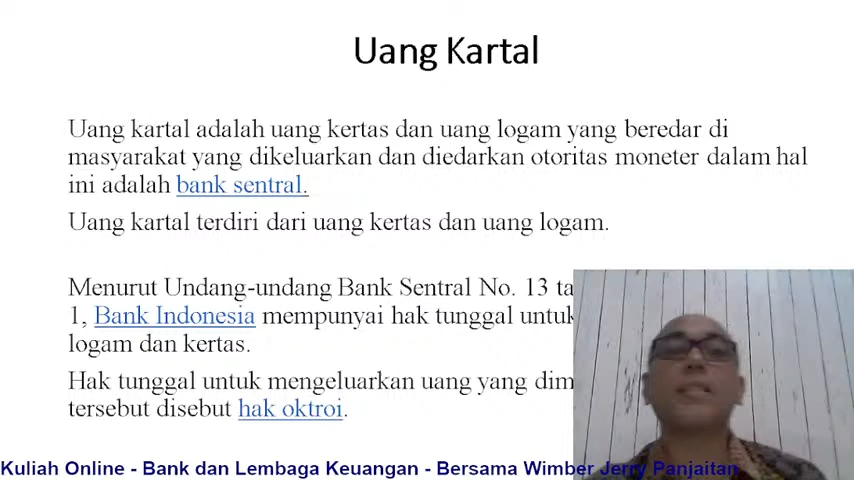 Uang Kartal
Uang kartal adalah uang kertas dan uang logam yang beredar di
masyarakat yang dikeluarkan dan diedarkan otoritas moneter dalam hal
ini adalah bank sentral.
Uang kartal terdiri dari uang kertas dan uang logam.
Menurut Undang-undang Bank Sentral No. 13 ta
1, Bank Indonesia mempunyai hak tunggal untuk
logam dan kertas.
Hak tunggal untuk mengeluarkan uang yang dim
tersebut disebut hak oktroi.
Kuliah Online - Bank dan Lembaga Keuangan - Bersama Wimber Jerry Panjaitan